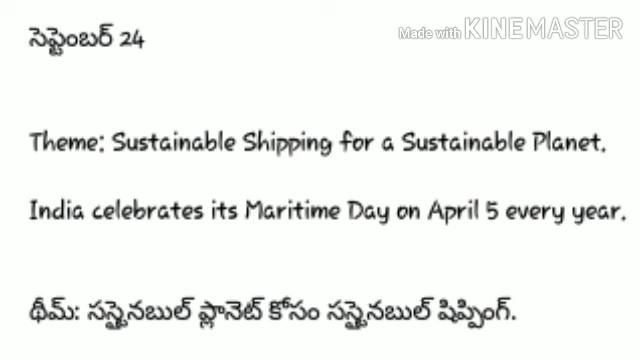 Made with KINEMASTER
సెప్టెంబర్ 24
Theme: Sustainable Shipping for a Sustainable Planet.
India celebrates its Maritime Day on April 5 every year.
థీమ్: సస్టైనబుల్ ప్లానెట్ కోసం సస్టైనబుల్ షిప్పింగ్.